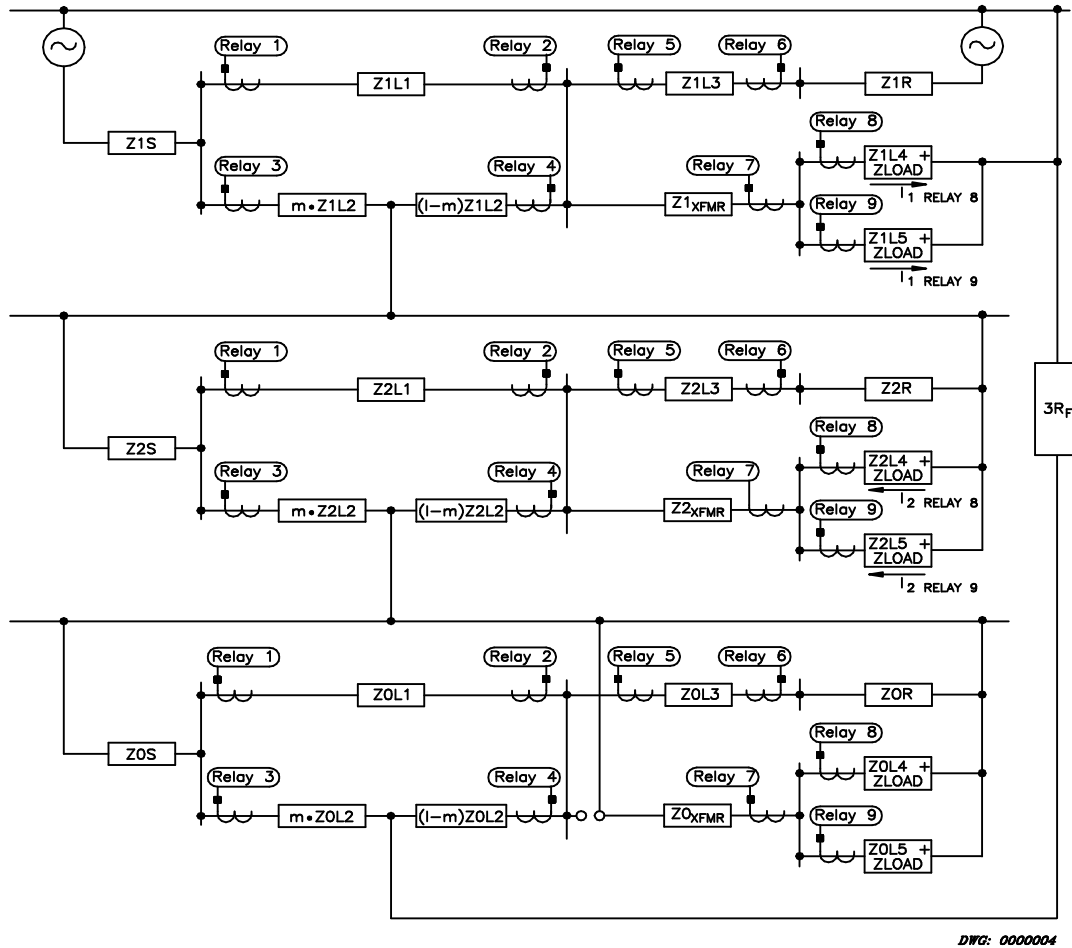 Relay 1
Relay 2
Relay 5
Relay 6
Z1L1
Z1L3
Z1R
Z1S
Relay 8
Relay 3
Relay 4
Relay 7
Z1L4 +
ZLOAD
I1 RELAY 8
m•Z1L2
(1-m)Z1L2
Z1XFMR
Relay 9
Z1L5 +
ZLOAD
I1 RELAY 9
Relay 1
Relay 2
Relay 5
Relay 6
Z2L1
Z2L3
Z2R
3RF
Z2S
Relay 8
Relay 3
Relay 4
Relay 7
Z2L4 +
ZLOAD
I2 RELAY 8
m•Z2L2
(1-m)Z2L2
Z2XFMR
Relay 9
Z2L5 +
ZLOAD
I2 RELAY 9
Relay 1
Relay 2
Relay 5
Relay 6
Z0L1
Z0L3
Z0R
Z0S
Relay 8
Relay 3
Relay 4
Relay 7
Z0L4 +
ZLOAD
m•Z0L2
(1-m)Z0L2
Z0XFMR
Relay 9
Z0L5 +
ZLOAD
DWG: 0000004